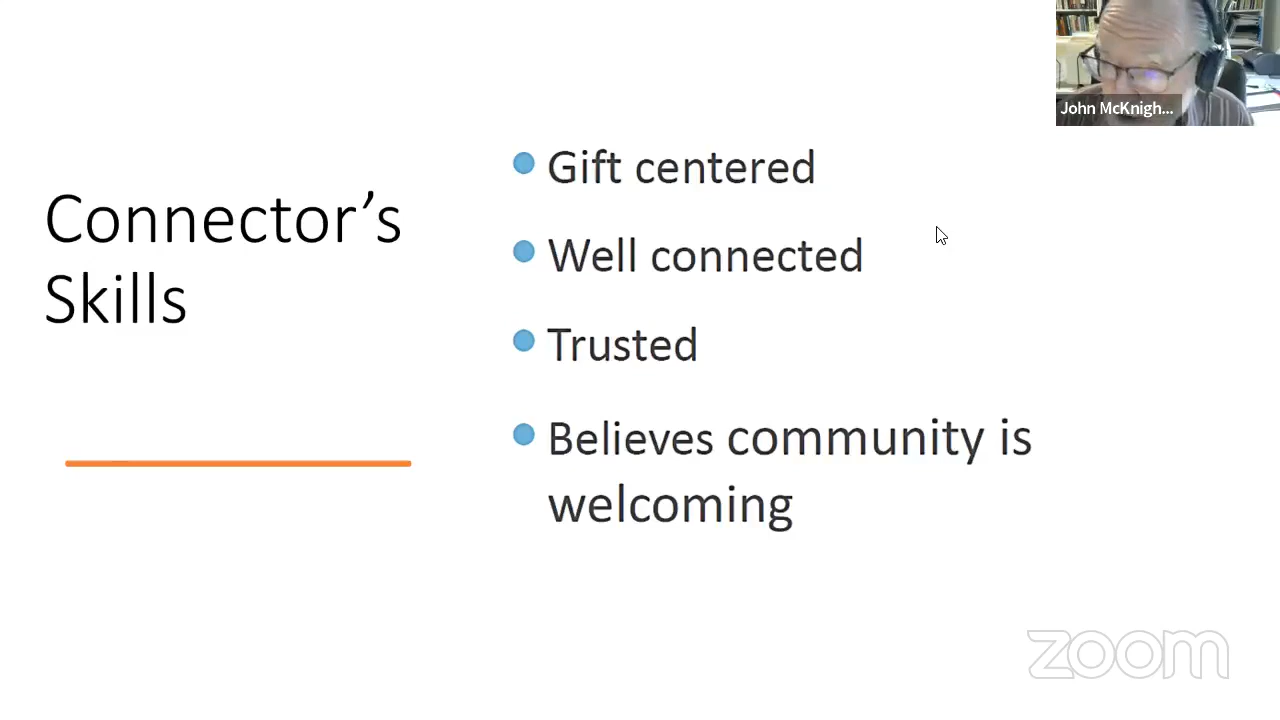 Connector’s
Skills
Gift centered
Well connected
Trusted
Believes community is
welcoming
John McKnigh...
zoom